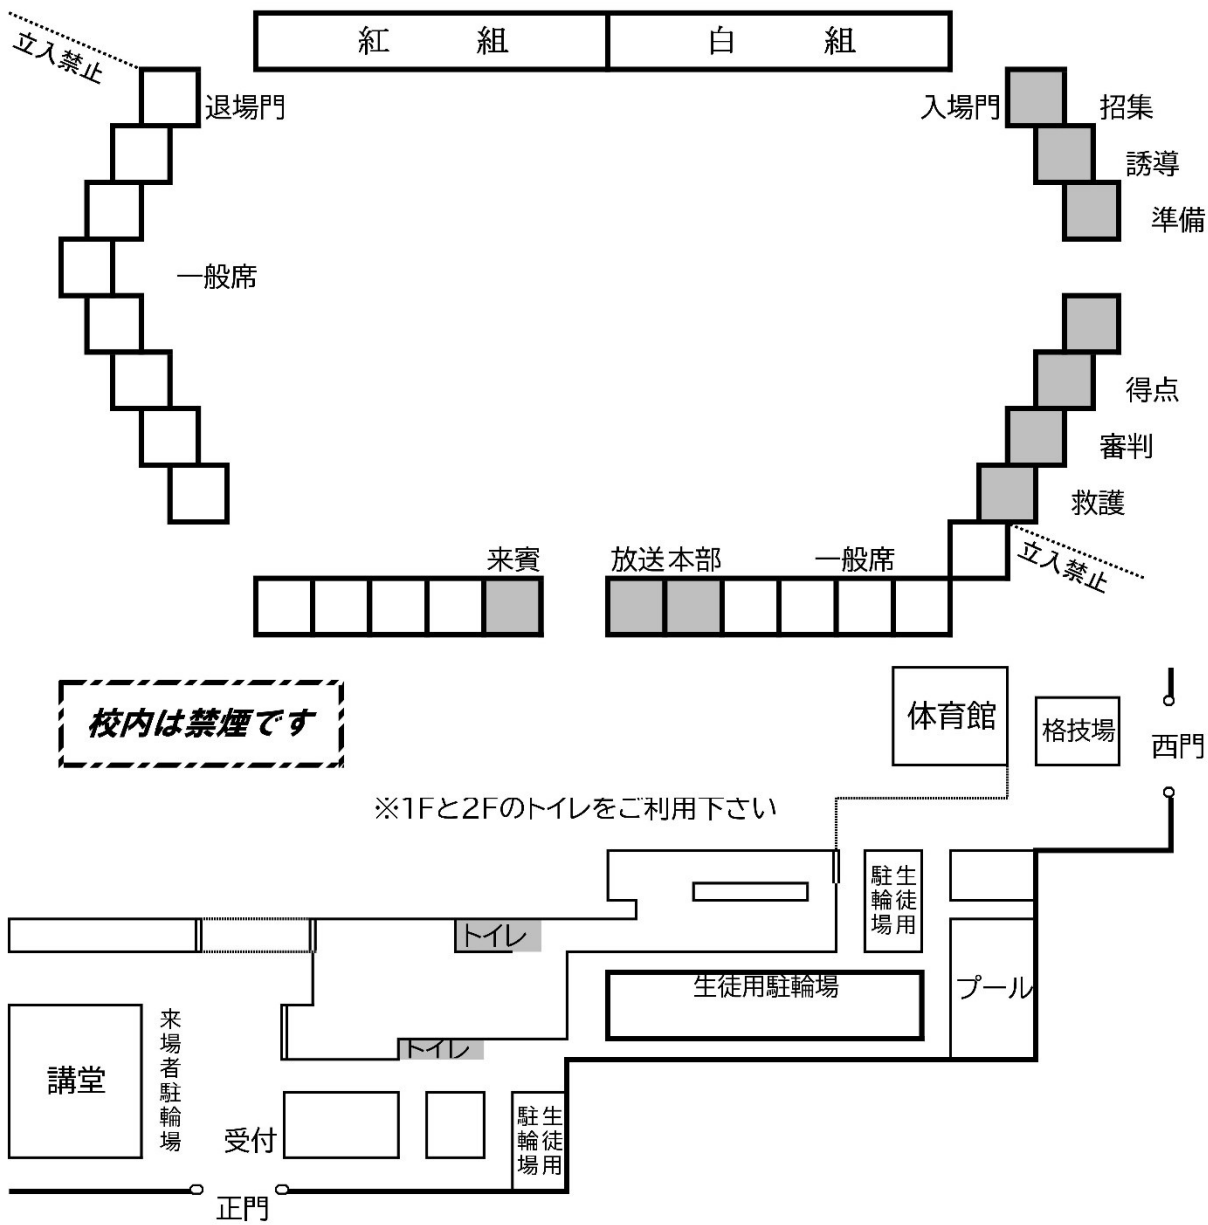 紅組
白組
立入禁止
退場門
入場門
招集
誘導
準備
一般席
得点
審判
救護
来賓
放送
本部
一般席
立入禁止
校内は禁煙です
体育館
格技場
西門
※1Fと2Fのトイレをご利用下さい
生徒用
駐輪場
トイレ
生徒用駐輪場
プール
来場者駐輪場
トイレ
講堂
受付
生徒用
駐輪場
正門